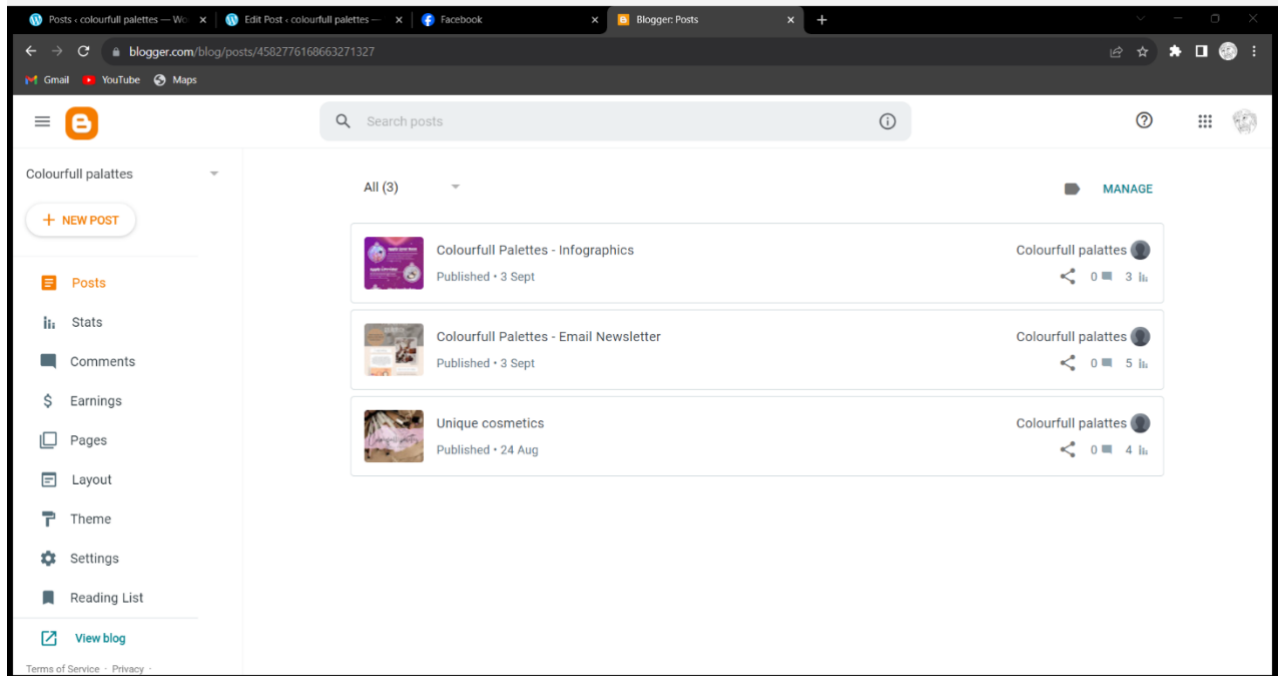 Posts ‹ colourfull palettes — Wo
Edit Post ‹ colourfull palettes —
Facebook
Blogger: Posts
blogger.com/blog/posts/4582776168663271327
Gmail
YouTube
Maps
Search posts
Colourfull palattes
NEW POST
Posts
Stats
Comments
Earnings
Pages
Layout
Theme
Settings
Reading List
View blog
Terms of Service · Privacy ·
All (3)
MANAGE
Colourfull Palettes - Infographics
Colourfull palattes
Published • 3 Sept
0 3
Colourfull Palettes - Email Newsletter
Colourfull palattes
Published • 3 Sept
0 5
Unique cosmetics
Colourfull palattes
Published • 24 Aug
0 4